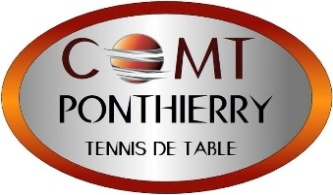 COMT
PONTHIERRY
TENNIS DE TABLE